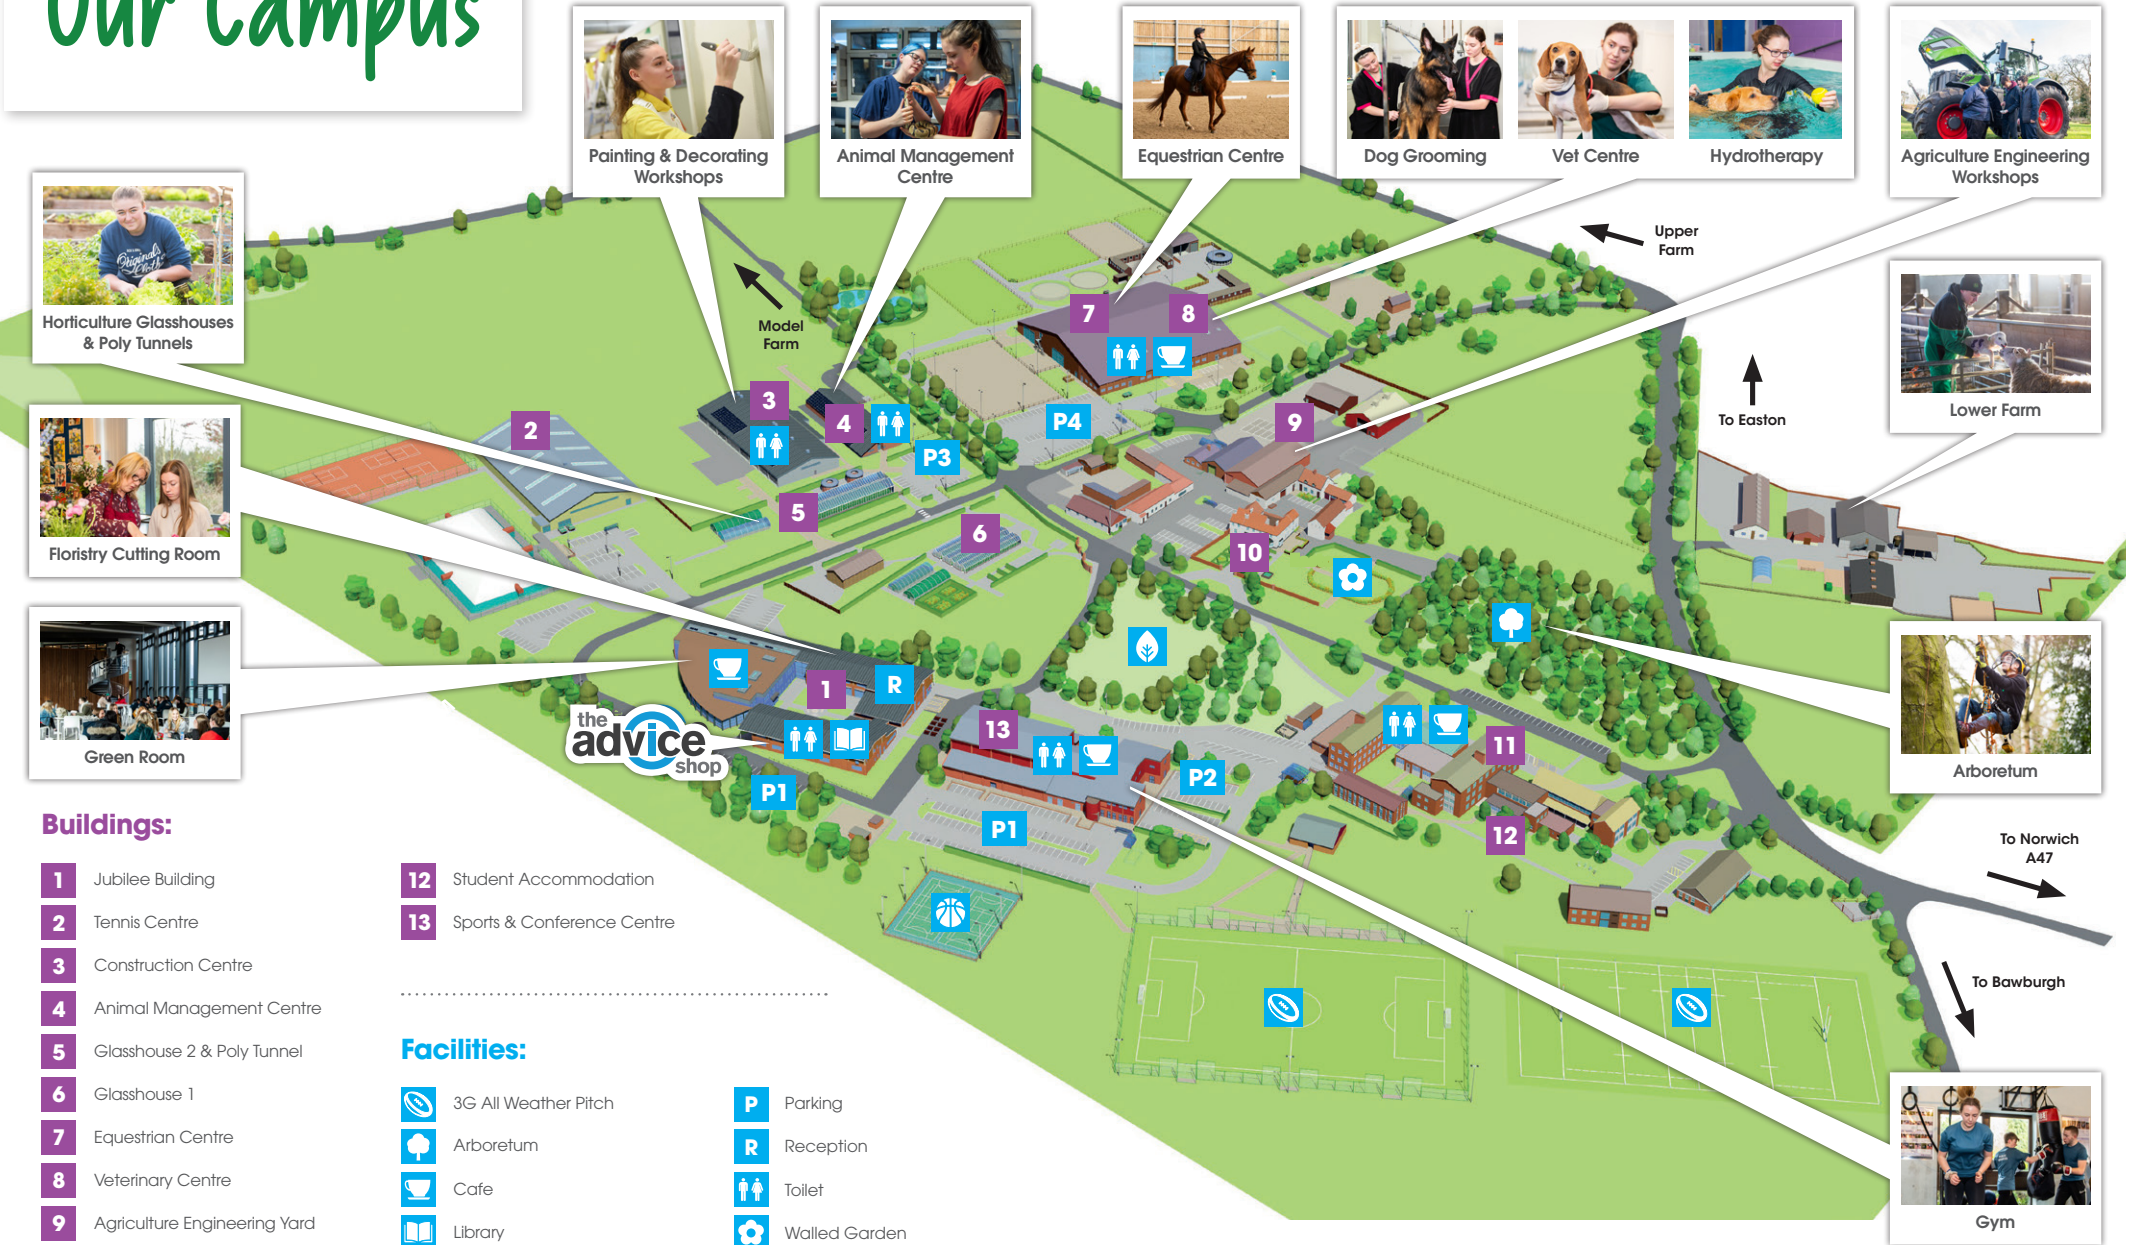 Our Campus
Painting & Decorating
Workshops
Animal Management
Centre
Equestrian Centre
Dog Grooming
Vet Centre
Hydrotherapy
Agriculture Engineering
Workshops
Horticulture Glasshouses
& Poly Tunnels
Original
Upper
Farm
Model
Farm
7
8
Lower Farm
To Easton
Floristry Cutting Room
2
3
4
P3
P4
9
5
6
10
Green Room
1
R
the
advice
shop
13
P1
P1
P2
11
12
Arboretum
To Norwich
A47
To Bawburgh
Gym
Buildings:
1 Jubilee Building
2 Tennis Centre
3 Construction Centre
4 Animal Management Centre
5 Glasshouse 2 & Poly Tunnel
6 Glasshouse 1
7 Equestrian Centre
8 Veterinary Centre
9 Agriculture Engineering Yard
12 Student Accommodation
13 Sports & Conference Centre
Facilities:
3G All Weather Pitch
Arboretum
Cafe
Library
P Parking
R Reception
Toilet
Walled Garden